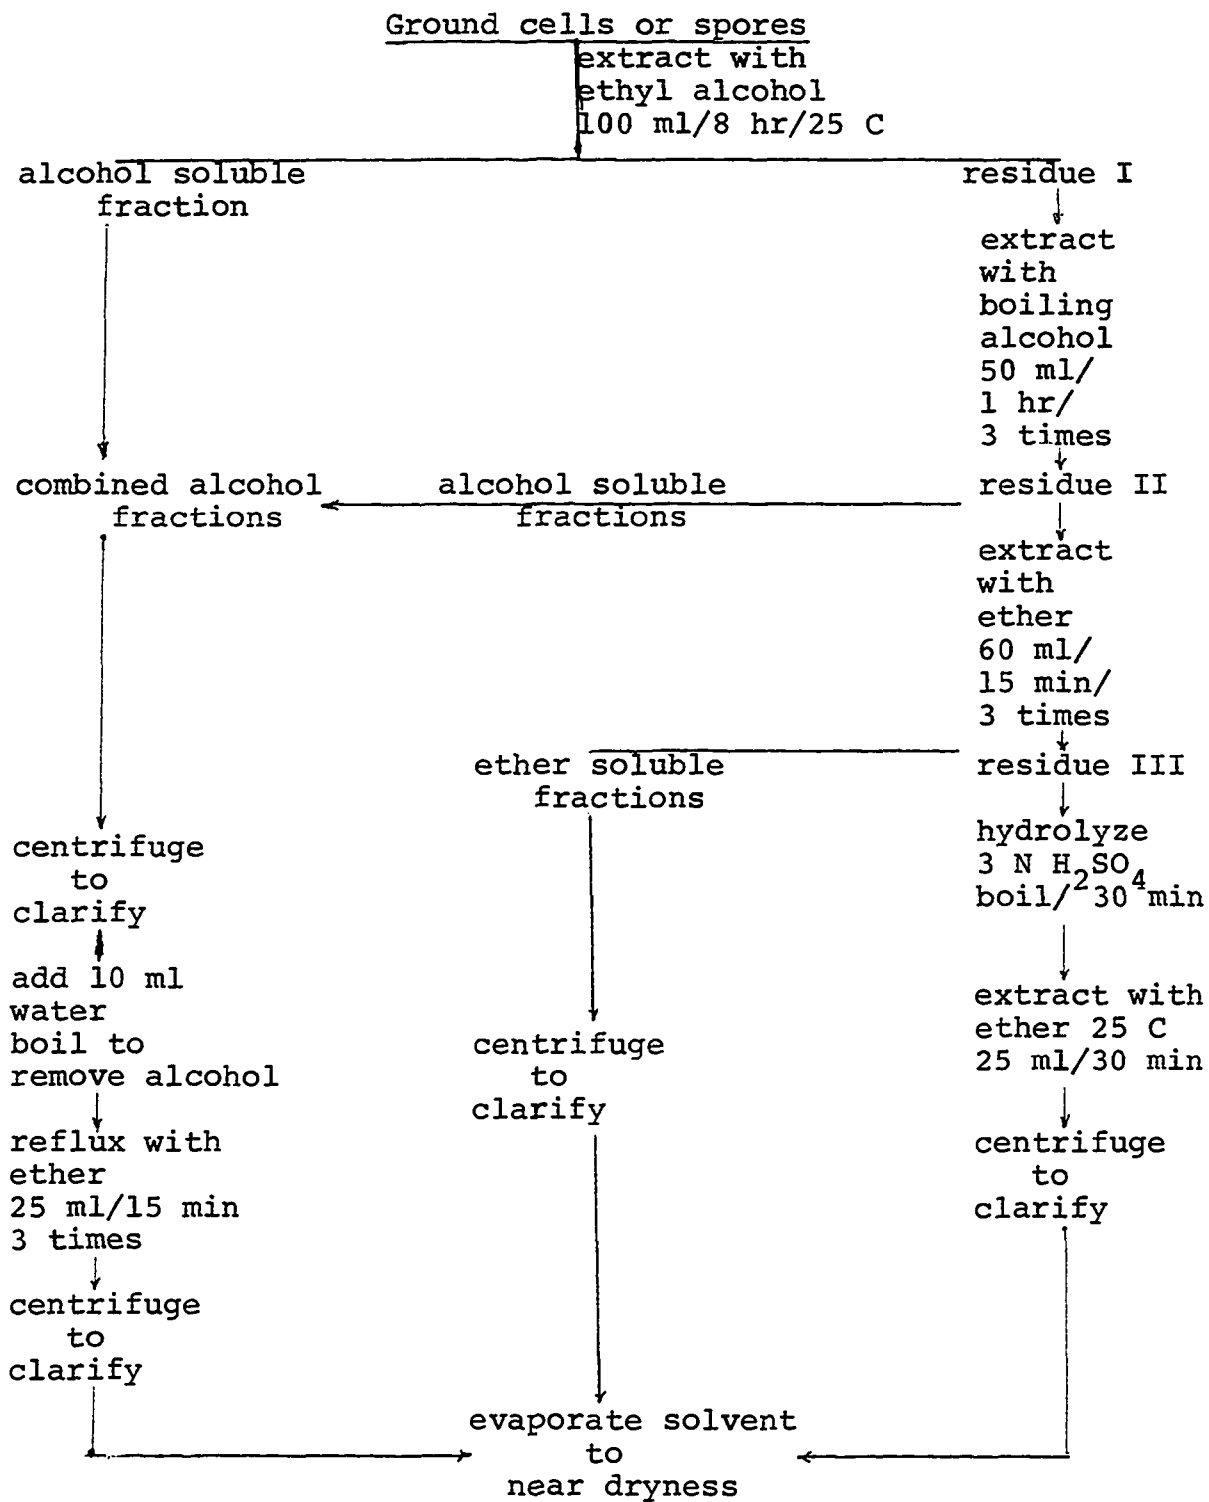 Ground cells or spores
extract with
ethyl alcohol
100 ml/8 hr/25 C
alcohol soluble
fraction
residue I
extract
with
boiling
alcohol
50 ml/
1 hr/
3 times
combined alcohol
fractions
alcohol soluble
fractions
residue II
extract
with
ether
60 ml/
15 min/
3 times
ether soluble
fractions
residue III
hydrolyze
3 N H2SO4
boil/ 30 min
centrifuge
to
clarify
add 10 ml
water
boil to
remove alcohol
reflux with
ether
25 ml/15 min
3 times
centrifuge
to
clarify
centrifuge
to
clarify
extract with
ether 25 C
25 ml/30 min
centrifuge
to
clarify
evaporate solvent
to
near dryness